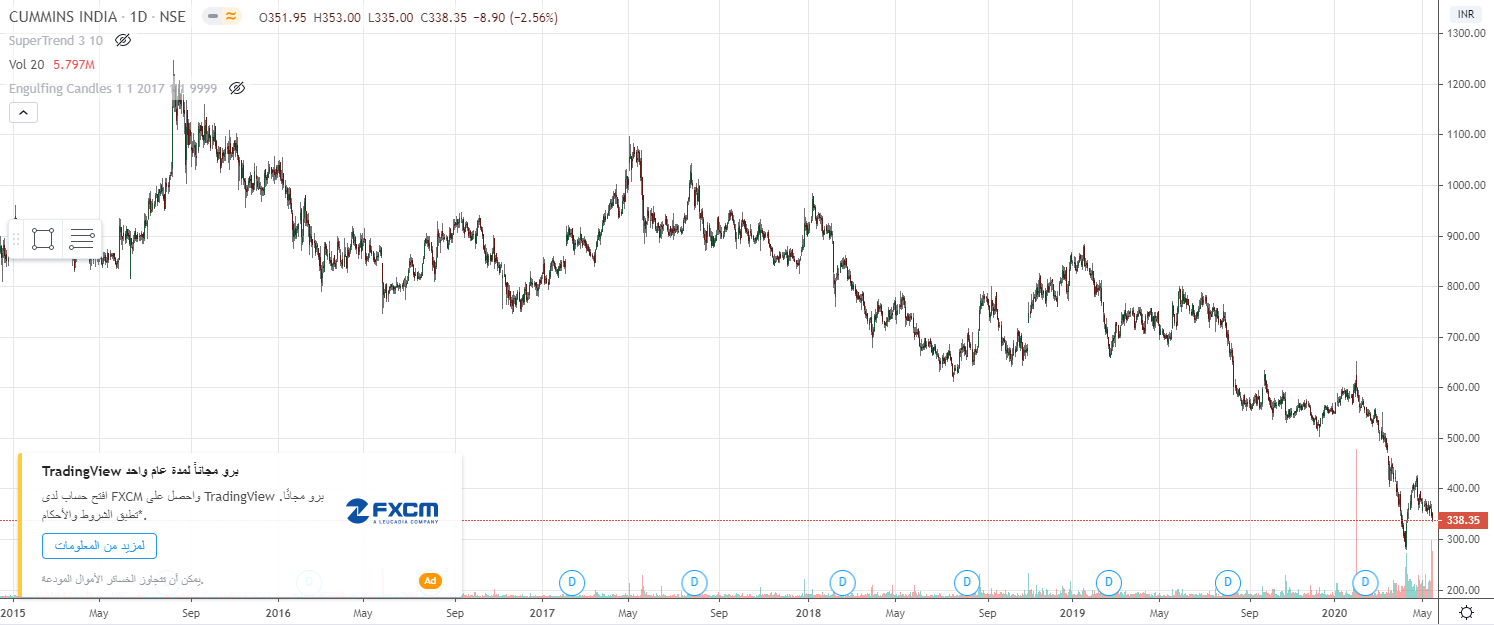 CUMMINS INDIA · 1D · NSE O351.95 H353.00 L335.00 C338.35 −8.90 (−2.56%)
INR
SuperTrend 3 10
Vol 20 5.797M
Engulfing Candles 1 1 2017 1 1 9999
1300.00
1200.00
1100.00
1000.00
900.00
800.00
700.00
600.00
500.00
400.00
338.35
300.00
200.00
برو مجاناً لمدة عام واحد TradingView
افتح حساب لدى FXCM واحصل على TradingView برو مجانًا.
*تطبق الشروط والأحكام.
لمزيد من المعلومات
يمكن أن تتجاوز الخسائر الأموال المودعة.
FXCM
A LEUCADIA COMPANY
Ad
D D D D D D D D
2015 May Sep 2016 May Sep 2017 May Sep 2018 May Sep 2019 May Sep 2020 May